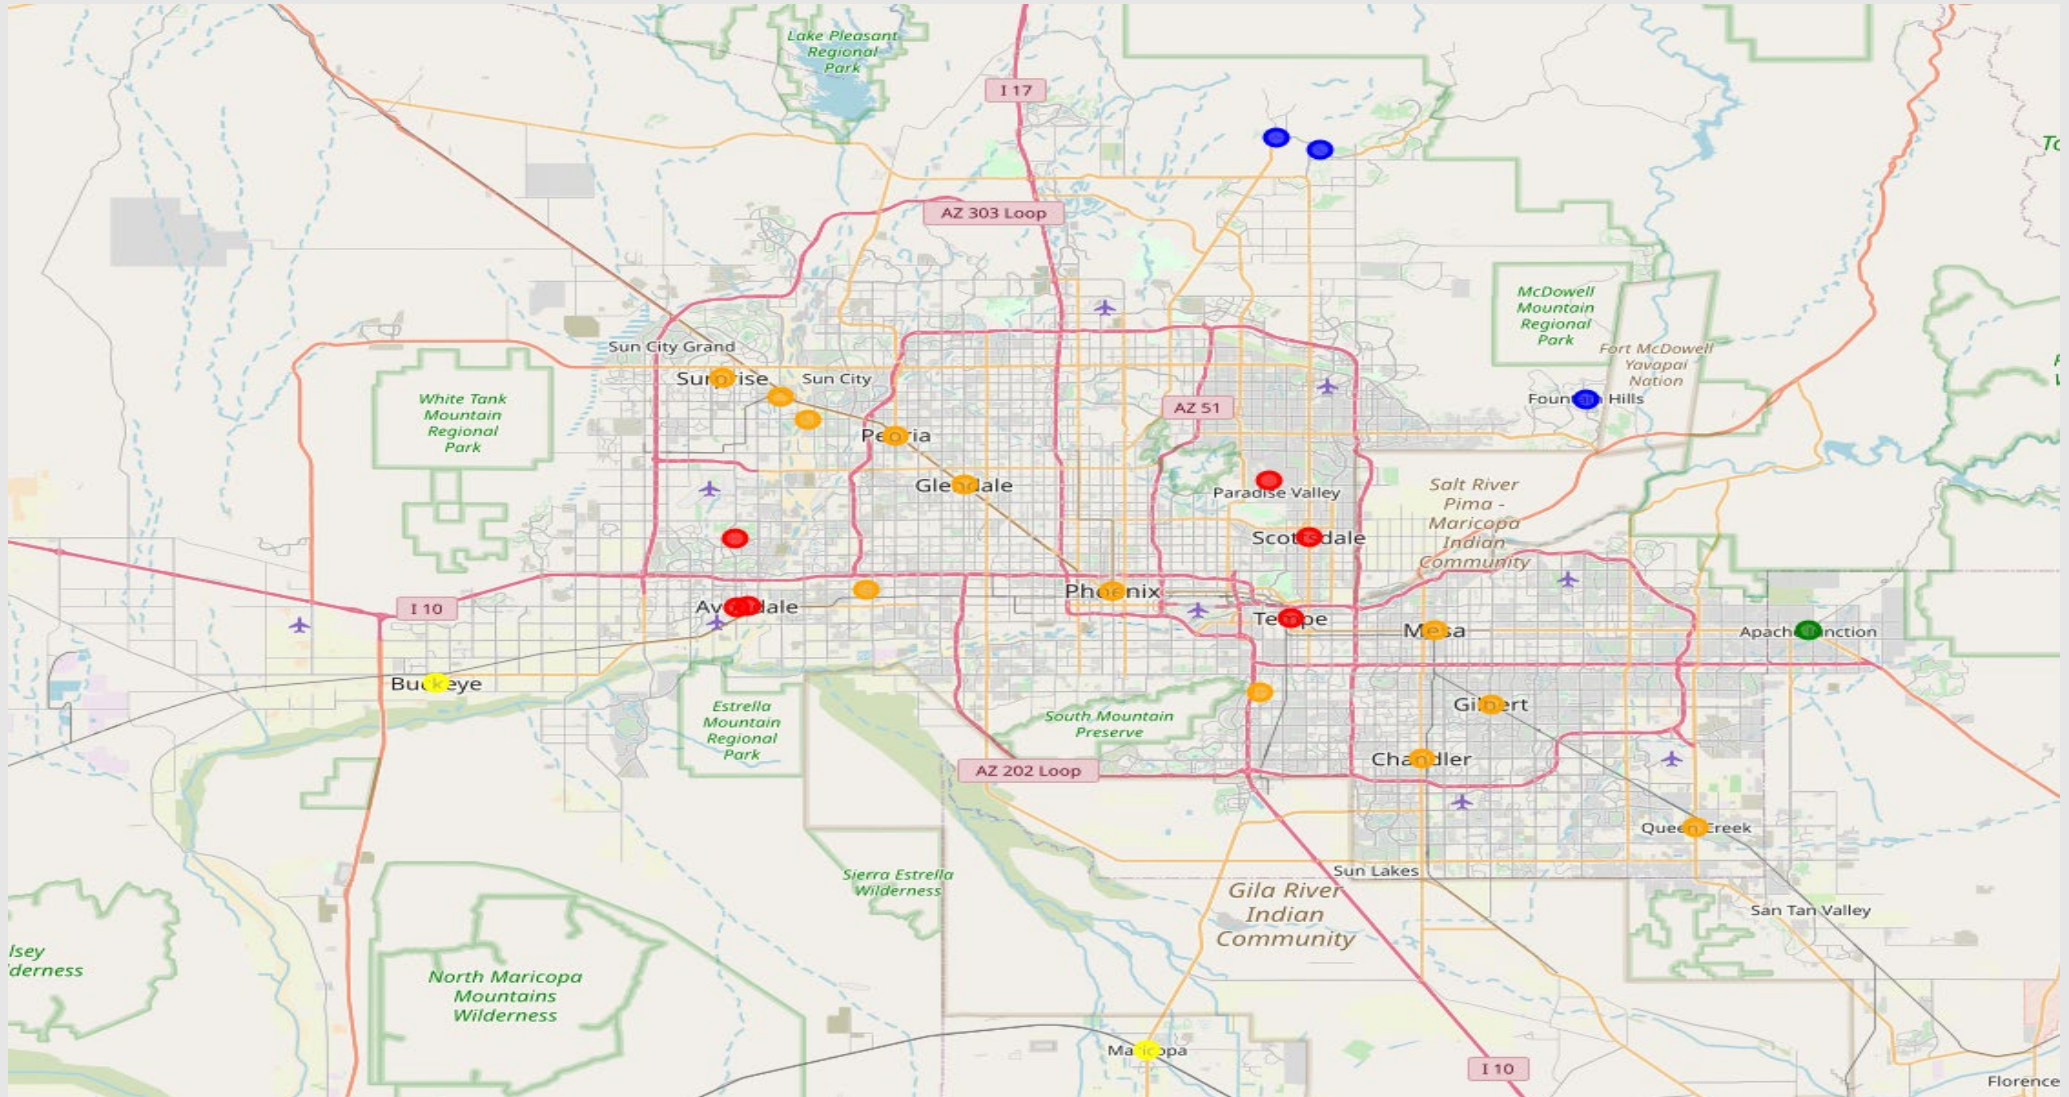 Lake Pleasant
Regional
Park
I 17
AZ 303 Loop
McDowell
Mountain
Regional
Park
Fort McDowell
Yavapai
Nation
Sun City Grand
Surprise
Sun City
White Tank
Mountain
Regional
Park
AZ 51
Fountain Hills
Peoria
Glendale
Paradise Valley
Salt River
Pima -
Maricopa
Indian
Community
Scottsdale
I 10
Avondale
Phoenix
Tempe
Mesa
Apache Junction
Buckeye
Estrella
Mountain
Regional
Park
South Mountain
Preserve
Gilbert
AZ 202 Loop
Chandler
Queen Creek
Sierra Estrella
Wilderness
Sun Lakes
Gila River
Indian
Community
San Tan Valley
lsey
derness
North Maricopa
Mountains
Wilderness
Maricopa
I 10
Florence